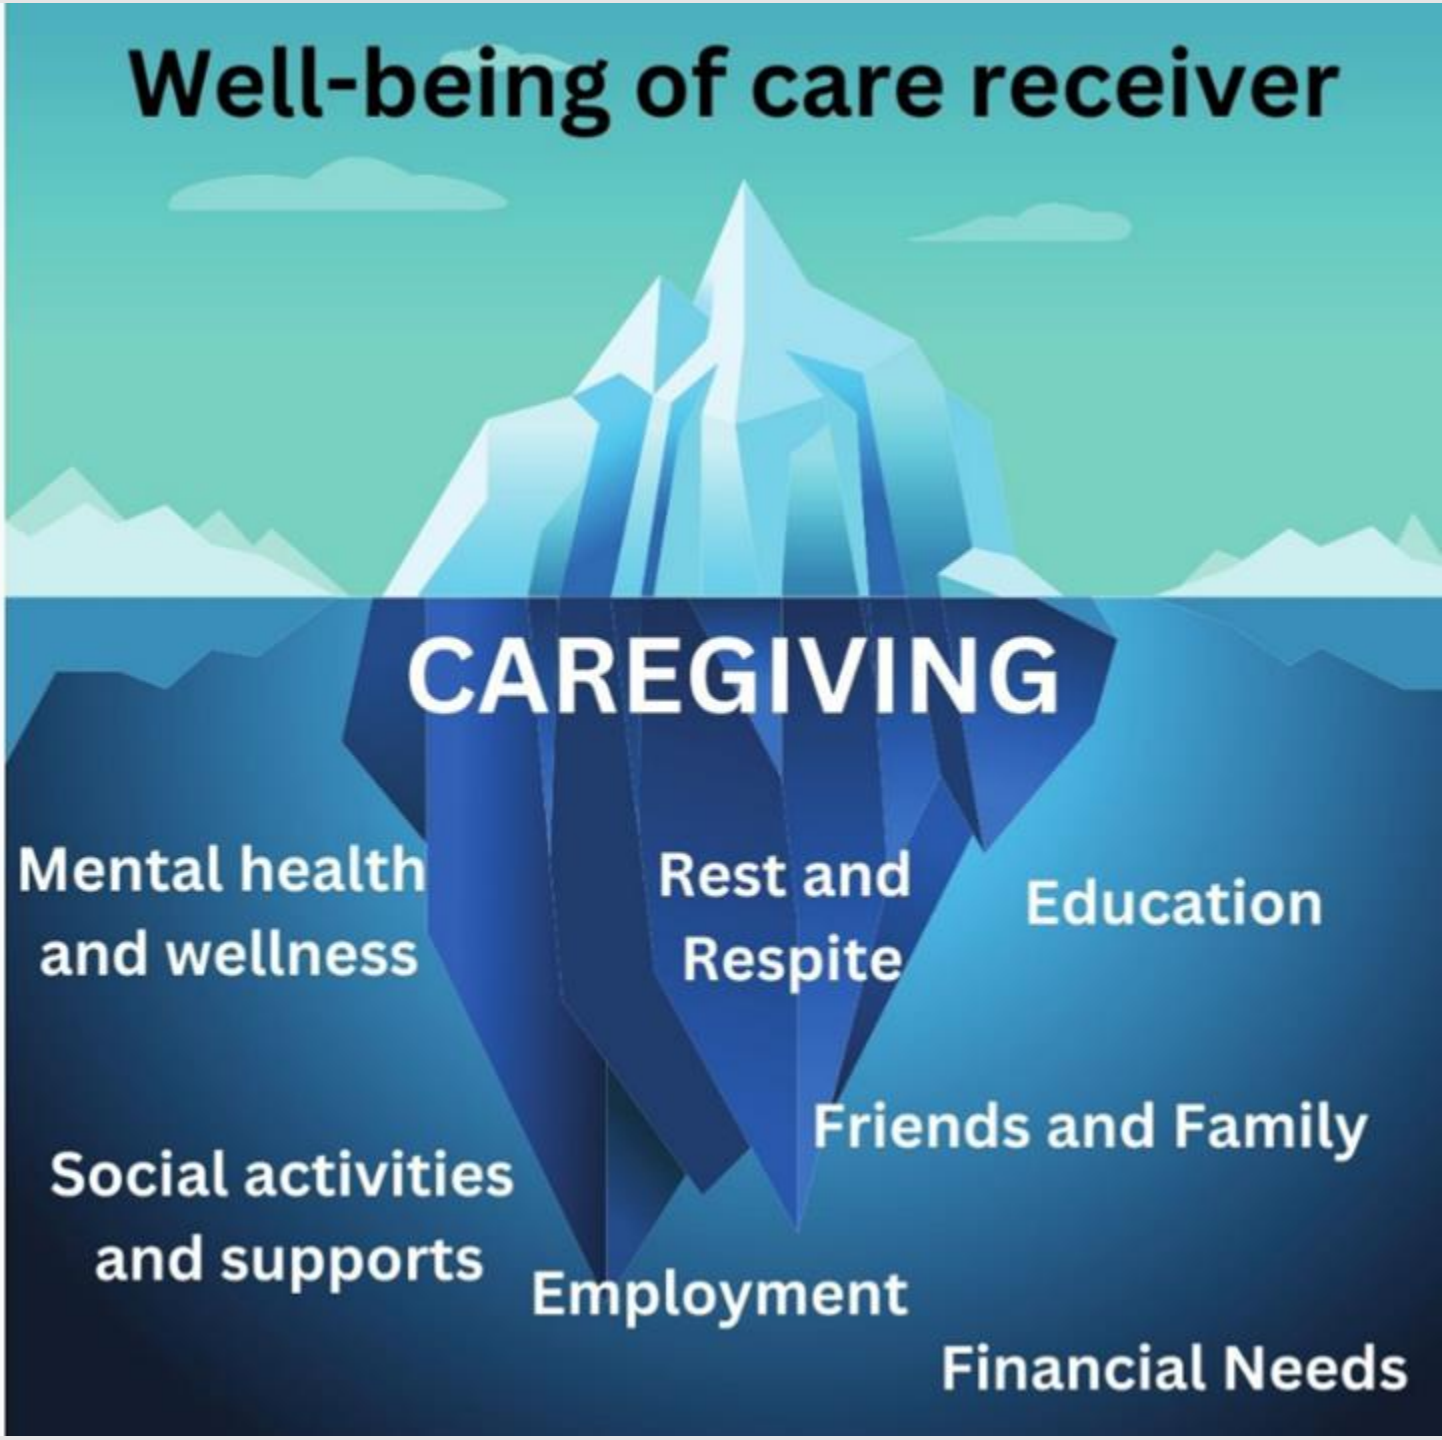 Well-being of care receiver
CAREGIVING
Mental health
and wellness
Rest and
Respite
Education
Friends and Family
Social activities
and supports
Employment
Financial Needs